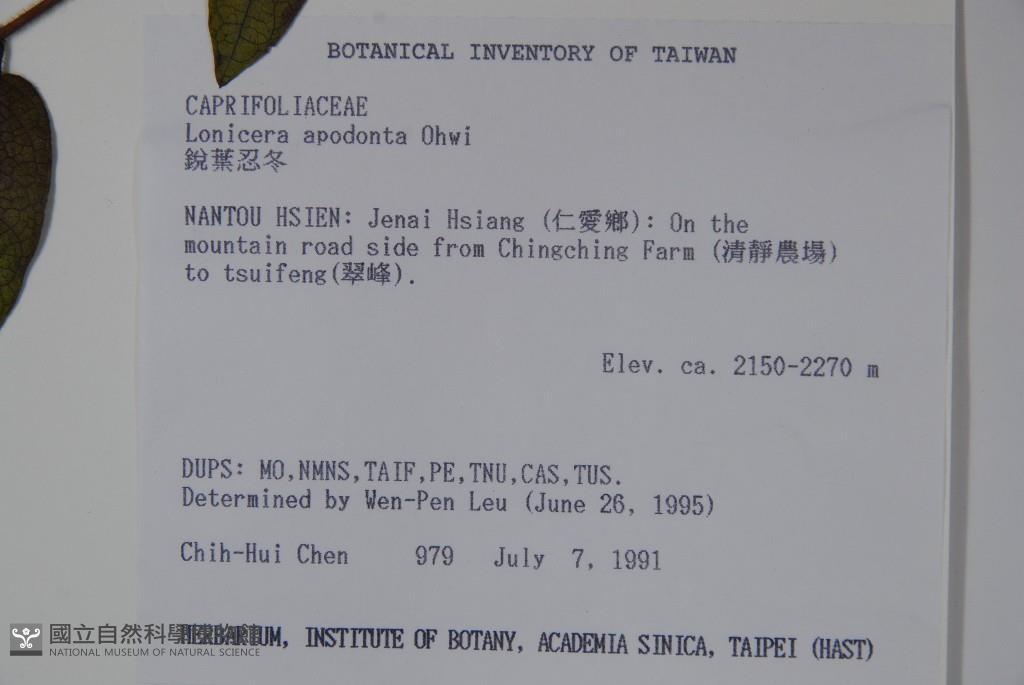 BOTANICAL INVENTORY OF TAIWAN
CAPRIFOLIACEAE
Lonicera apodonta Ohwi
銳葉忍冬
NANTOU HSIEN: Jenai Hsiang (仁愛鄉): On the
mountain road side from Chingching Farm (清靜農場)
to tsuifeng(翠峰).
Elev. ca. 2150-2270 m
DUPS: MO,NMNS,TAIF,PE,TNU,CAS,TUS.
Determined by Wen-Pen Leu (June 26, 1995)
Chih-Hui Chen 979 July 7, 1991
HERBARIUM, INSTITUTE OF BOTANY, ACADEMIA SINICA, TAIPEI (HAST)
國立自然科學博物館
NATIONAL MUSEUM OF NATURAL SCIENCE